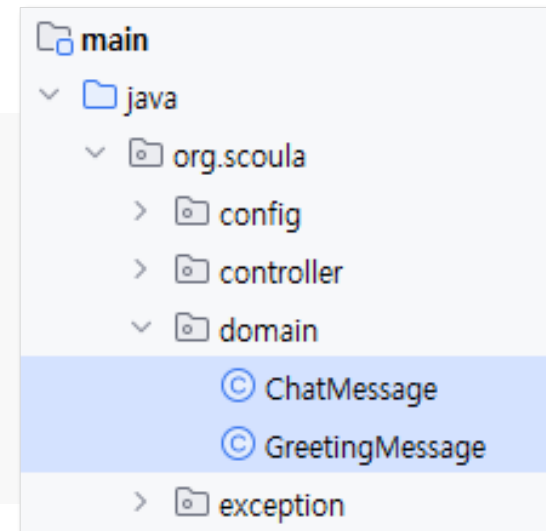 main
java
org.scoula
config
controller
domain
ChatMessage
GreetingMessage
exception